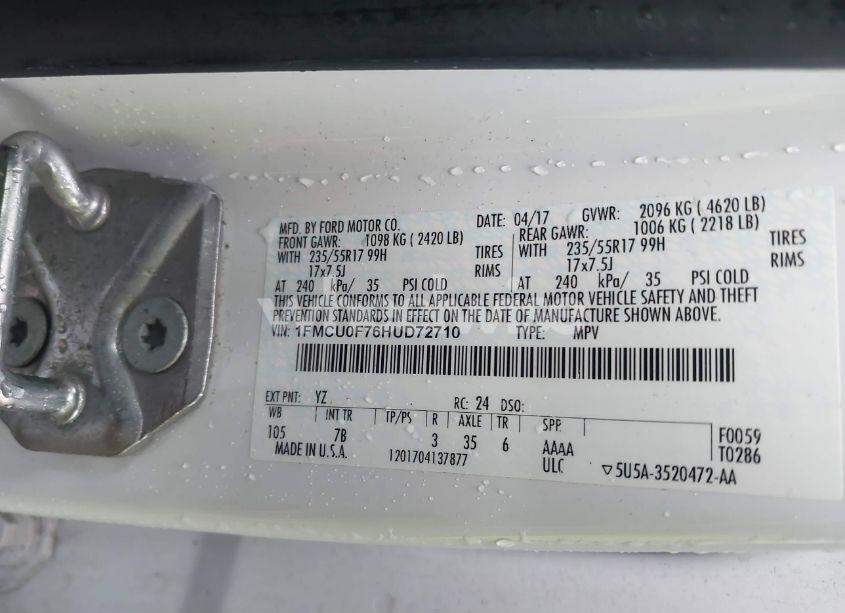 MFD. BY FORD MOTOR CO. DATE: 04/17 GVWR: 2096 KG ( 4620 LB)
FRONT GAWR: 1098 KG ( 2420 LB) REAR GAWR: 1006 KG ( 2218 LB)
WITH 235/55R17 99H TIRES WITH 235/55R17 99H TIRES
17x7.5J RIMS 17x7.5J RIMS
AT 240 kPa/ 35 PSI COLD AT 240 kPa/ 35 PSI COLD
THIS VEHICLE CONFORMS TO ALL APPLICABLE FEDERAL MOTOR VEHICLE SAFETY AND THEFT
PREVENTION STANDARDS IN EFFECT ON THE DATE OF MANUFACTURE SHOWN ABOVE.
VIN: 1FMCU0F76HUD72710 TYPE: MPV
EXT PNT: YZ RC: 24 DSO:
WB INT TR TP/PS R AXLE TR SPR F0059
105 7B 3 35 6 AAAA T0286
MADE IN U.S.A. 1201704137877 ULC ▽5U5A-3520472-AA